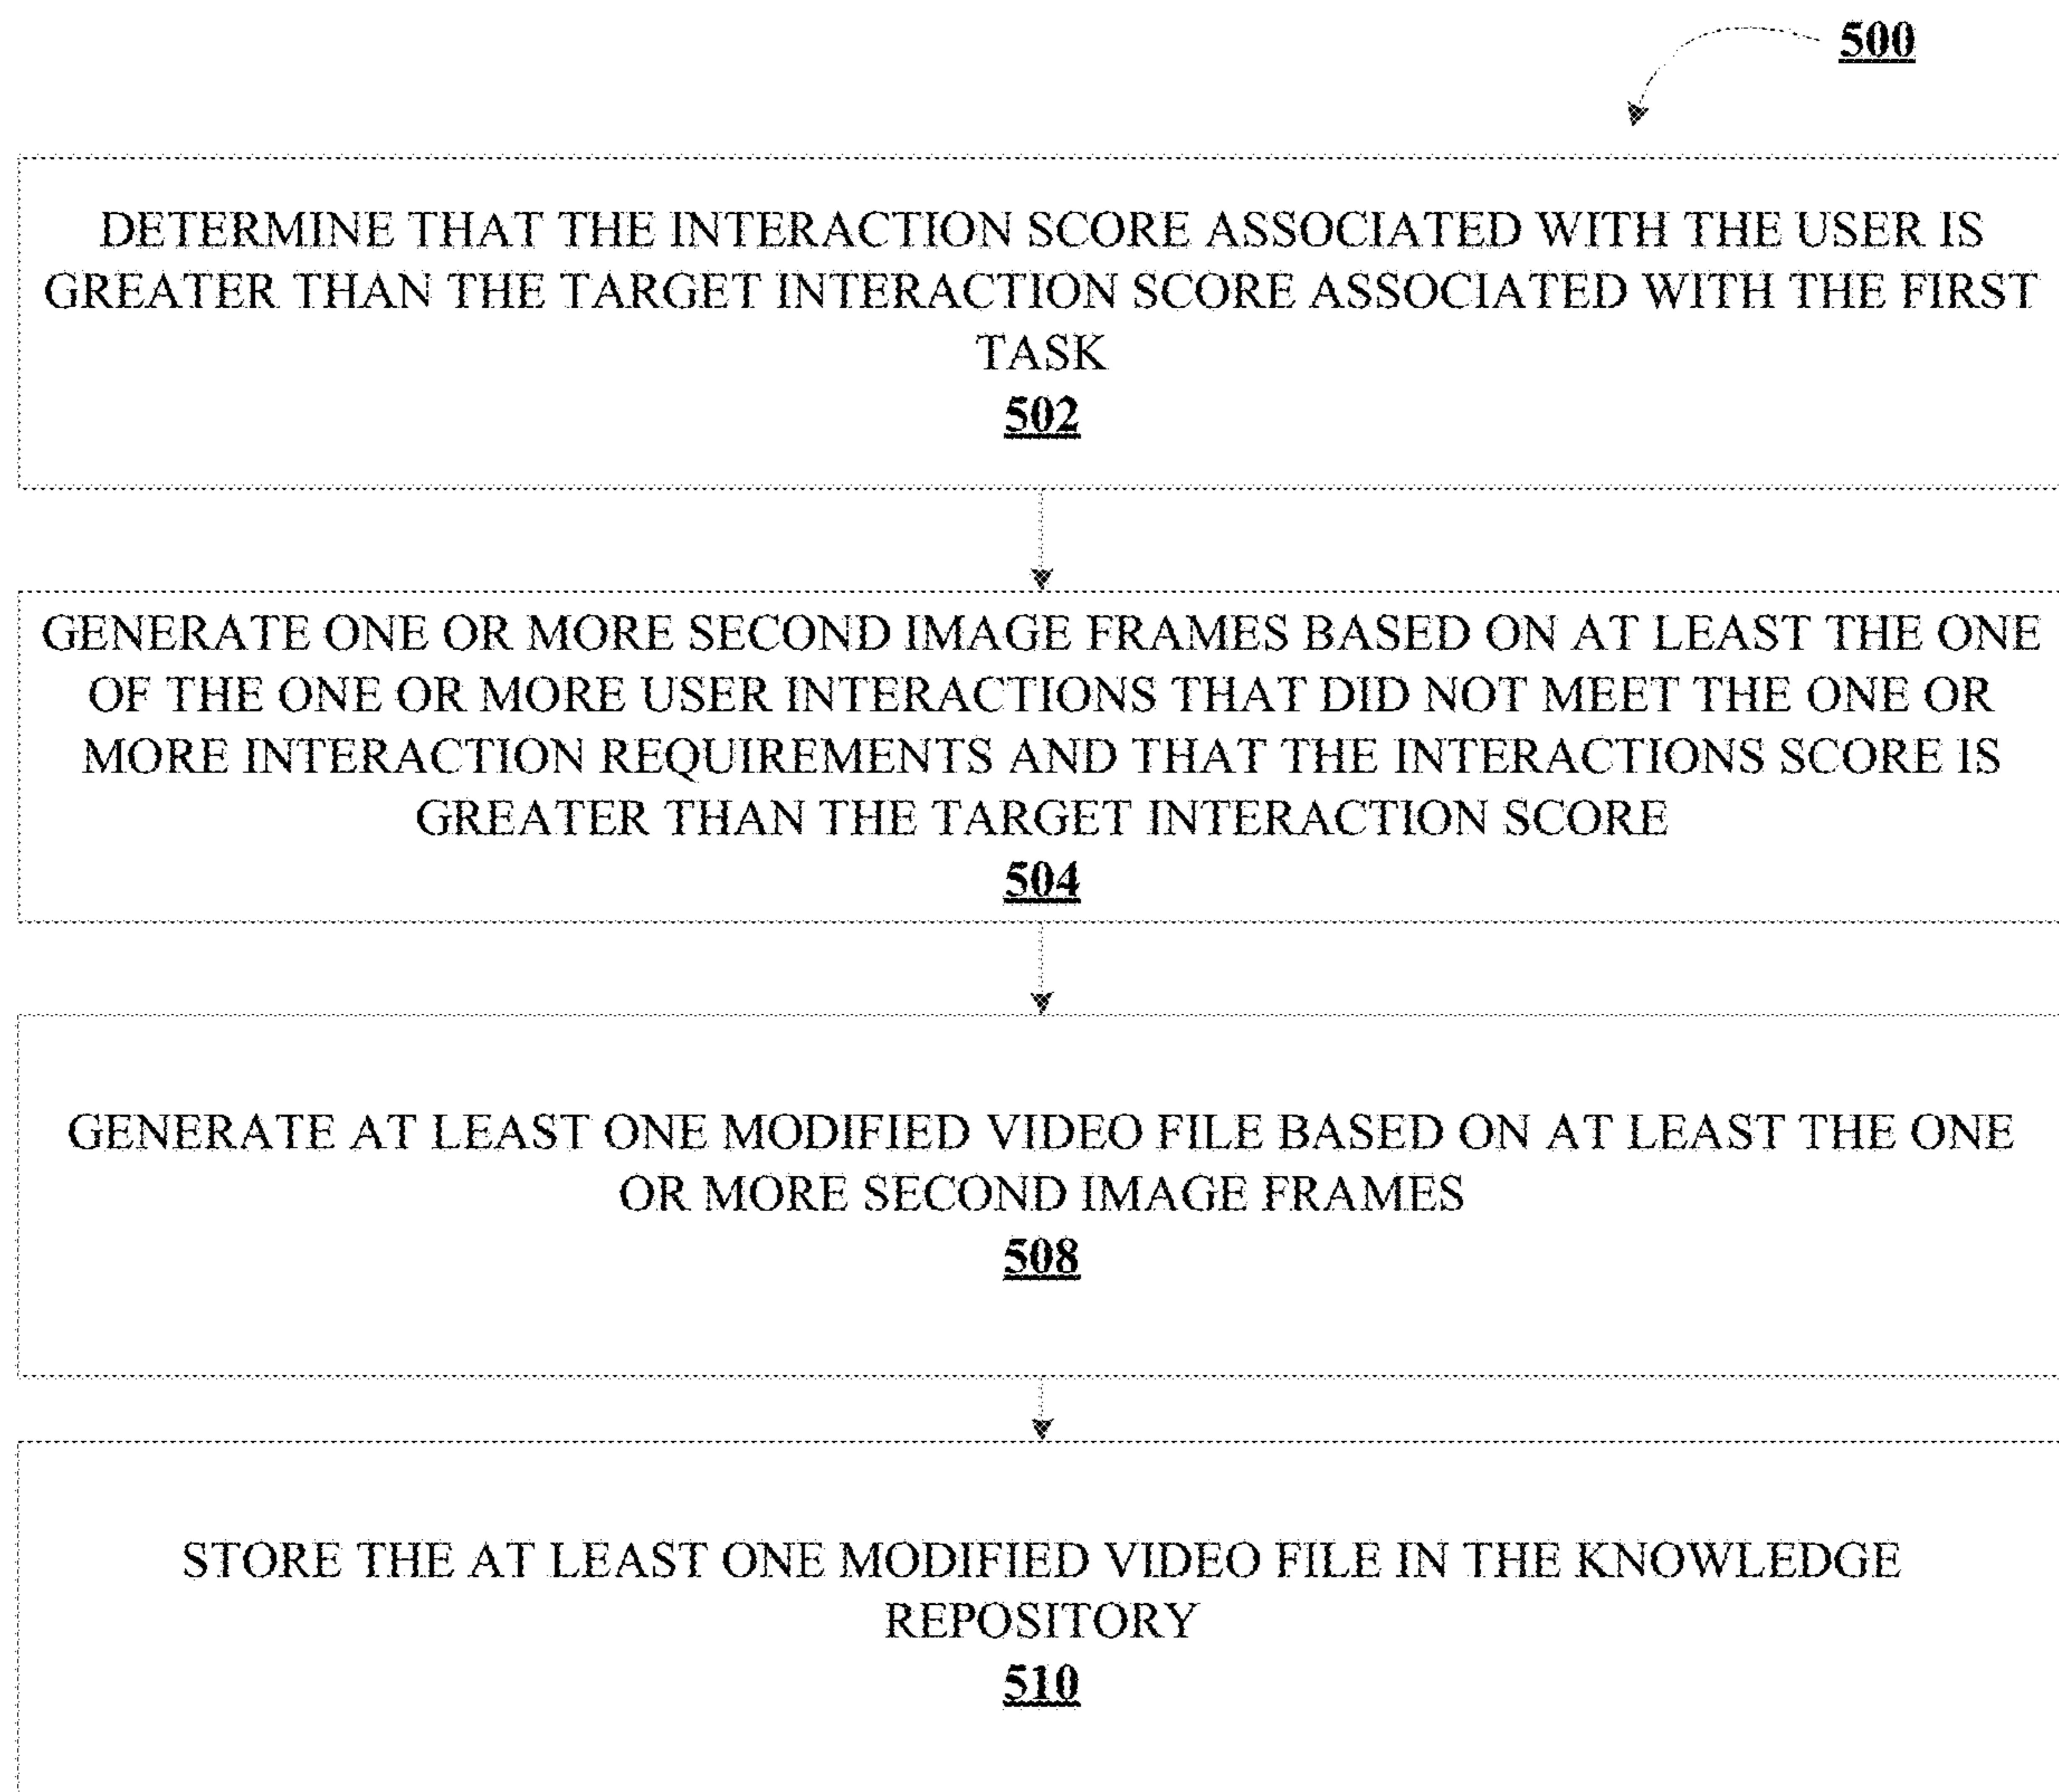 500
DETERMINE THAT THE INTERACTION SCORE ASSOCIATED WITH THE USER IS
GREATER THAN THE TARGET INTERACTION SCORE ASSOCIATED WITH THE FIRST
TASK
502
GENERATE ONE OR MORE SECOND IMAGE FRAMES BASED ON AT LEAST THE ONE
OF THE ONE OR MORE USER INTERACTIONS THAT DID NOT MEET THE ONE OR
MORE INTERACTION REQUIREMENTS AND THAT THE INTERACTIONS SCORE IS
GREATER THAN THE TARGET INTERACTION SCORE
504
GENERATE AT LEAST ONE MODIFIED VIDEO FILE BASED ON AT LEAST THE ONE
OR MORE SECOND IMAGE FRAMES
508
STORE THE AT LEAST ONE MODIFIED VIDEO FILE IN THE KNOWLEDGE
REPOSITORY
510